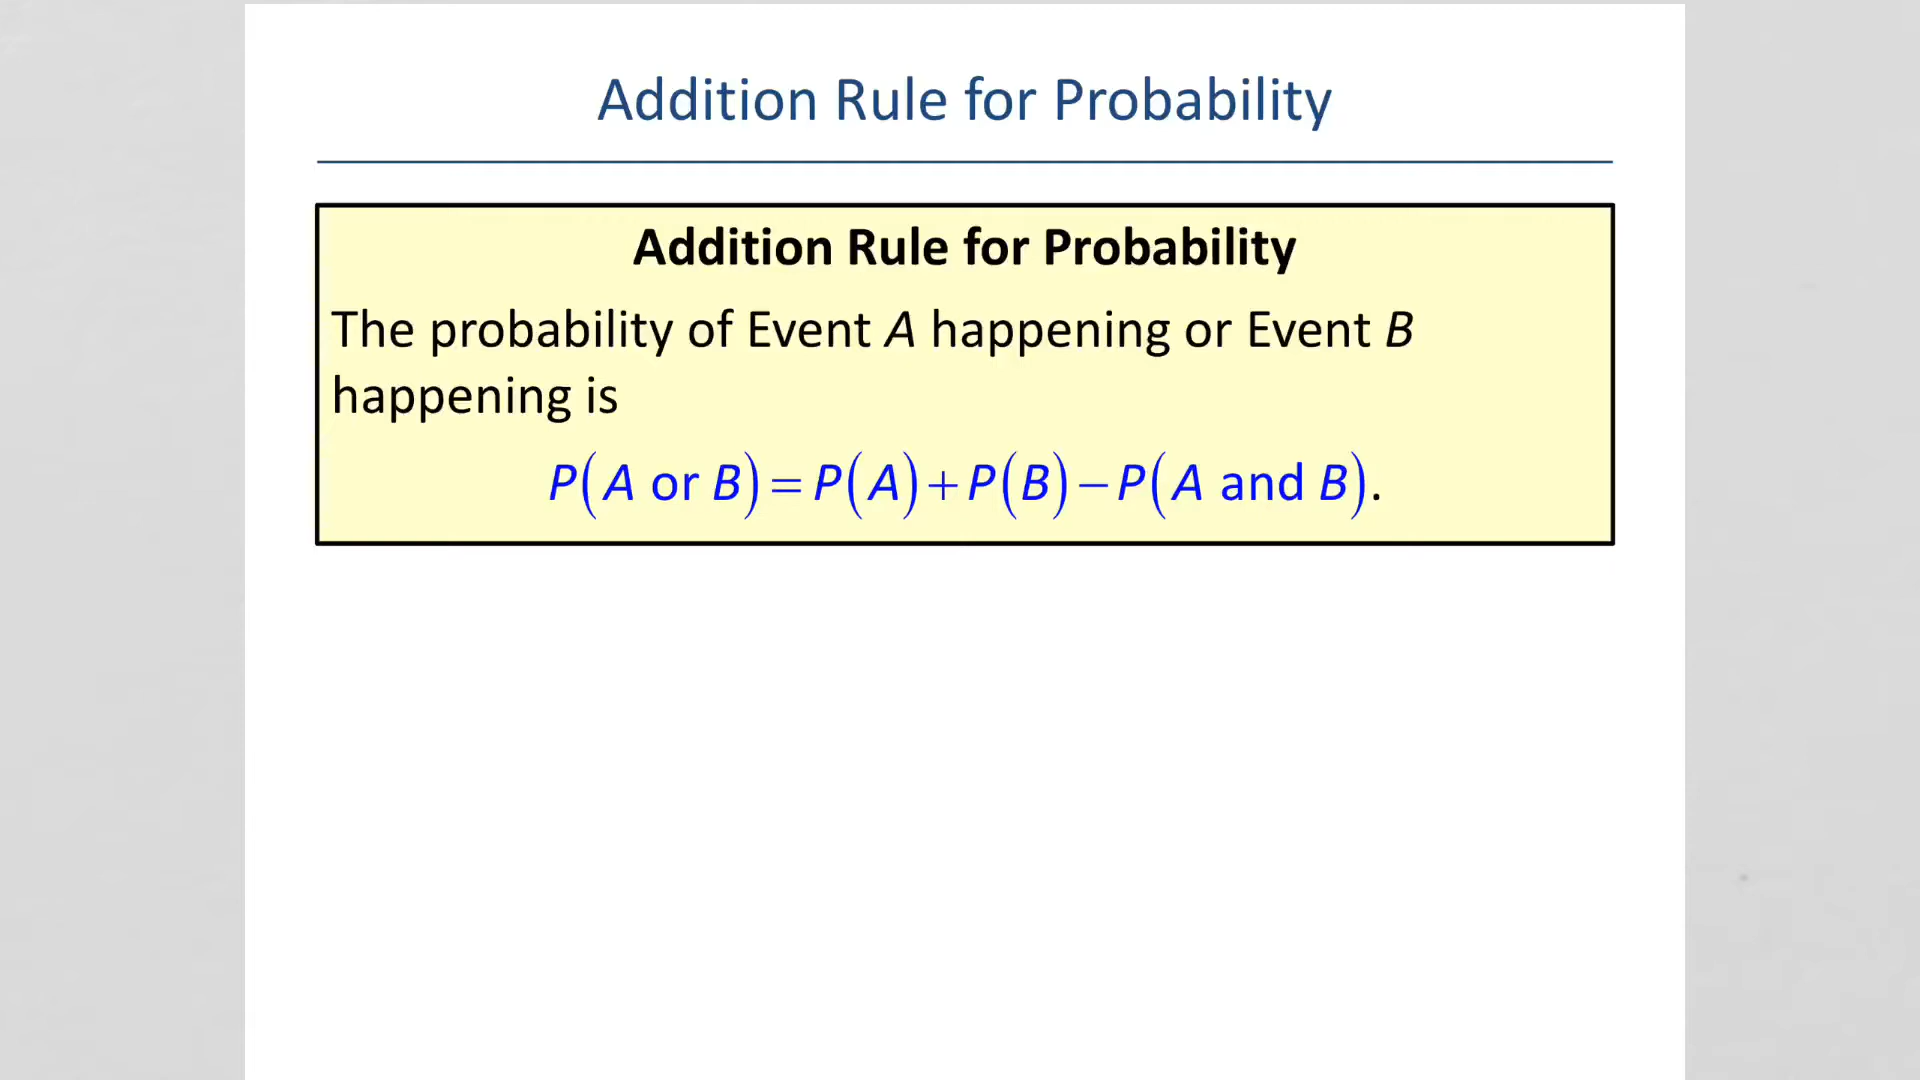 Addition Rule for Probability
Addition Rule for Probability
The probability of Event A happening or Event B
happening is
P(A or B)=P(A)+P(B)−P(A and B).